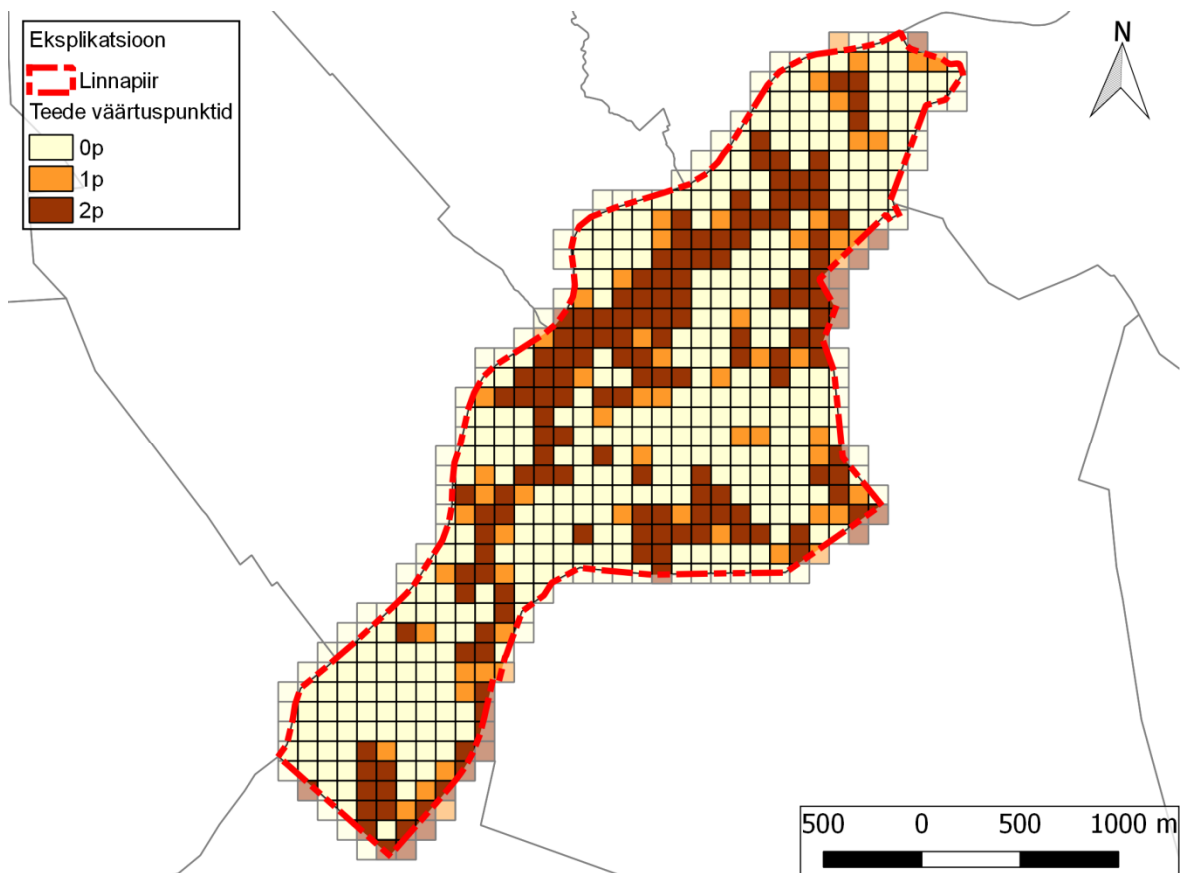 Eksplikatsioon
Linnapiir
Teede väärtuspunktid
0p
1p
2p
N
500 0 500 1000 m